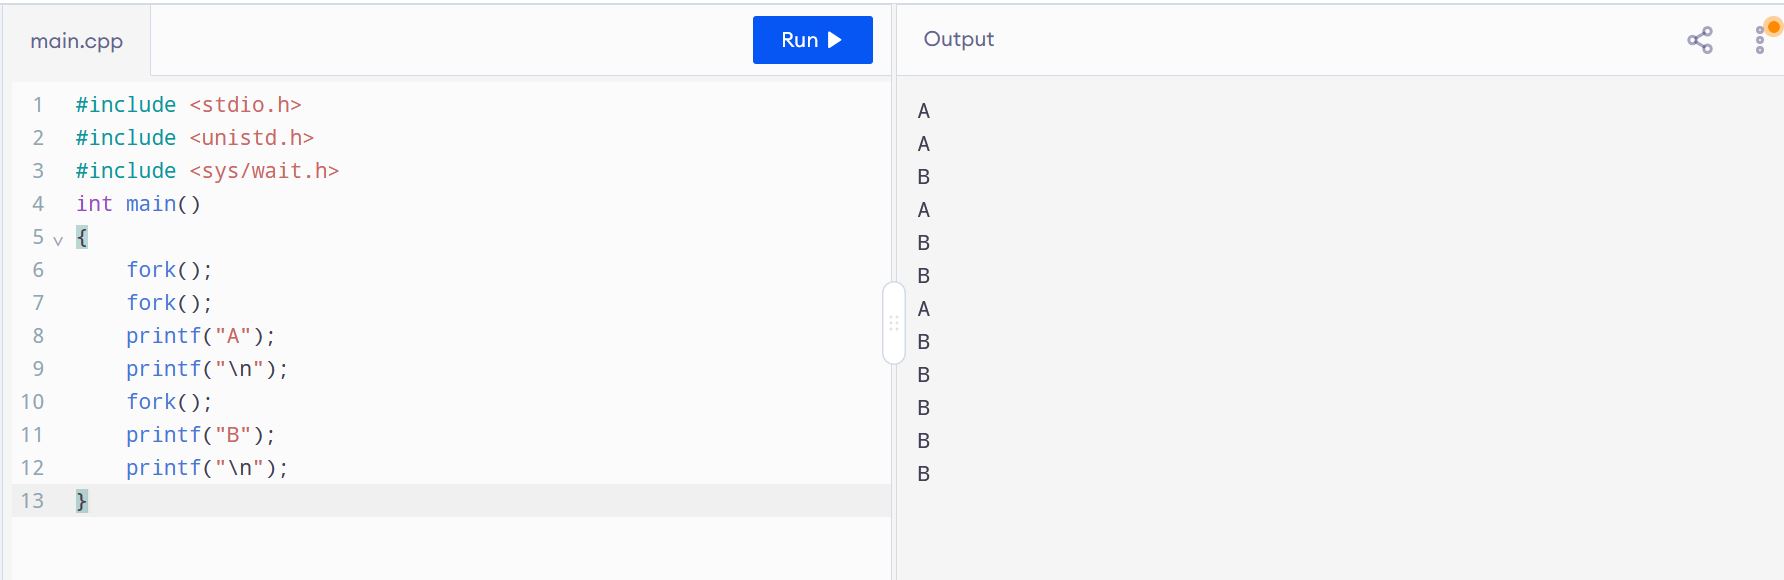 main.cpp
Run
Output
1 #include <stdio.h>
2 #include <unistd.h>
3 #include <sys/wait.h>
4 int main()
5 {
6     fork();
7     fork();
8     printf("A");
9     printf("\n");
10     fork();
11     printf("B");
12     printf("\n");
13 }
A
A
B
A
B
B
A
B
B
B
B
B